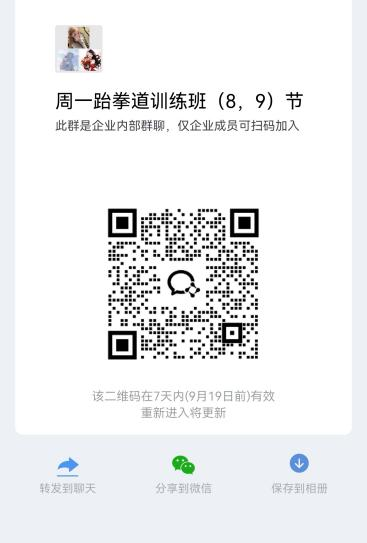 周一跆拳道训练班（8，9）节
此群是企业内部群聊，仅企业成员可扫码加入
该二维码在7天内(9月19日前)有效
重新进入将更新
转发到聊天
分享到微信
保存到相册